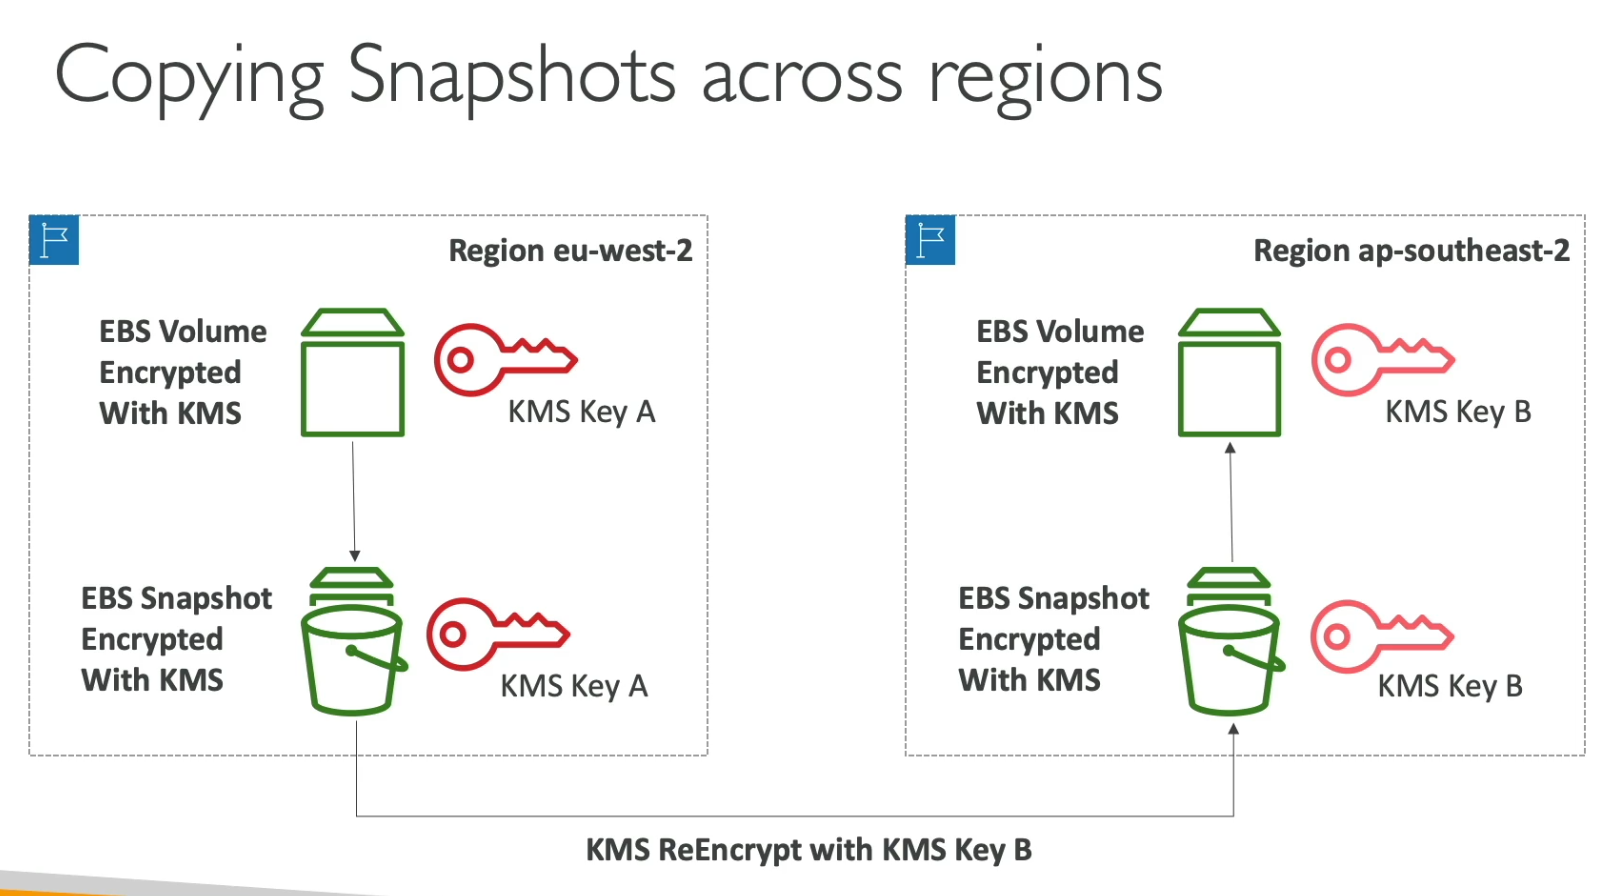 Copying Snapshots across regions
Region eu-west-2
EBS Volume
Encrypted
With KMS
KMS Key A
EBS Snapshot
Encrypted
With KMS
KMS Key A
Region ap-southeast-2
EBS Volume
Encrypted
With KMS
KMS Key B
EBS Snapshot
Encrypted
With KMS
KMS Key B
KMS ReEncrypt with KMS Key B